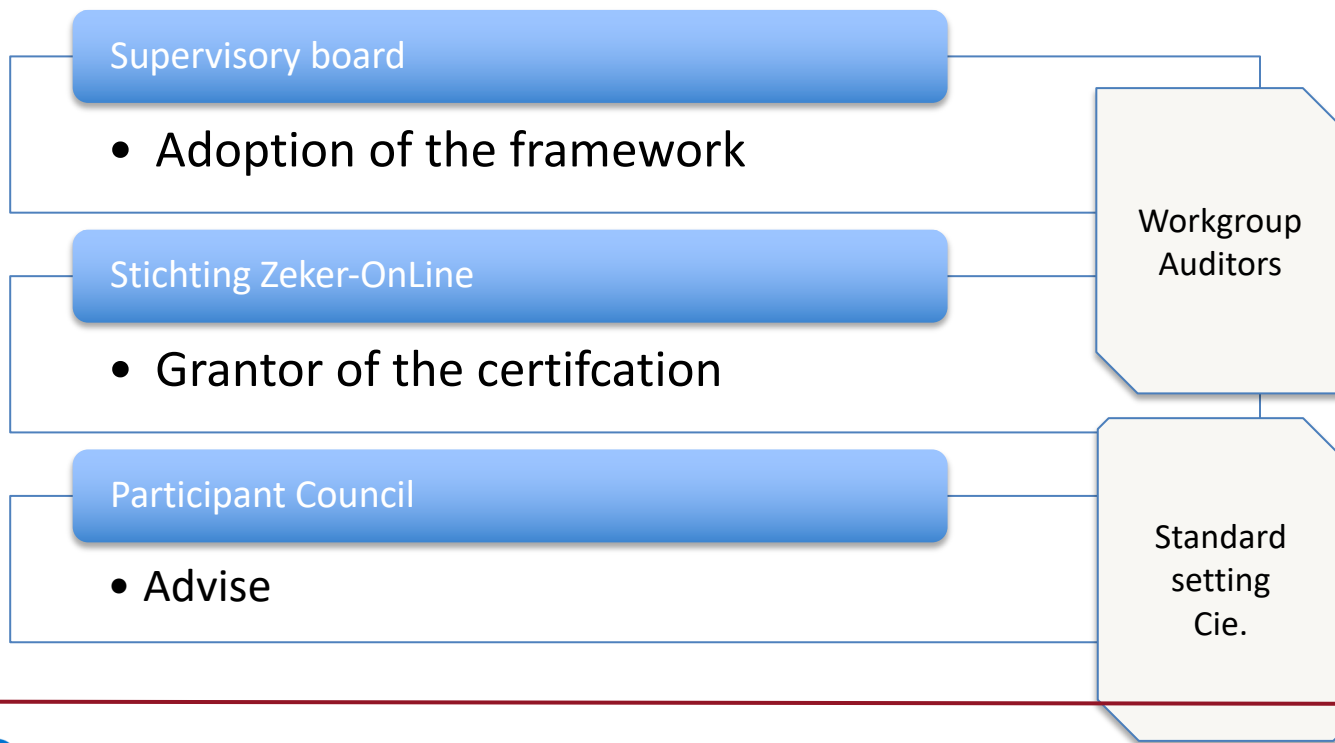 Supervisory board
• Adoption of the framework
Workgroup
Auditors
Stichting Zeker-OnLine
• Grantor of the certifcation
Participant Council
• Advise
Standard
setting
Cie.